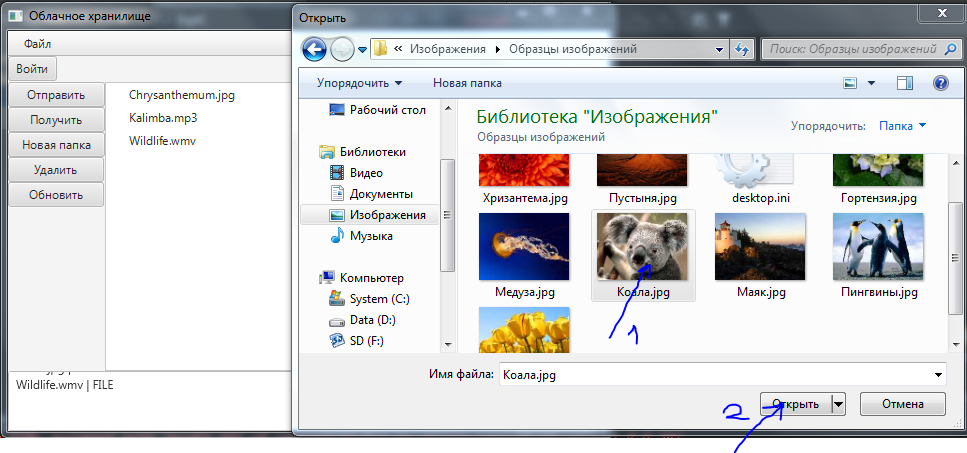 Облачное хранилище
Файл
Войти
Отправить
Получить
Новая папка
Удалить
Обновить
Chrysanthemum.jpg
Kalimba.mp3
Wildlife.wmv
Wildlife.wmv | FILE
Открыть
« Изображения Образцы изображений
Поиск: Образцы изображений
Упорядочить Новая папка
Рабочий стол
Библиотеки
Видео
Документы
Изображения
Музыка
Компьютер
System (C:)
Data (D:)
SD (F:)
Библиотека "Изображения"
Образцы изображений
Упорядочить: Папка
Хризантема.jpg Пустыня.jpg desktop.ini Гортензия.jpg
Медуза.jpg Коала.jpg Маяк.jpg Пингвины.jpg
1
Имя файла: Коала.jpg
2
Открыть Отмена